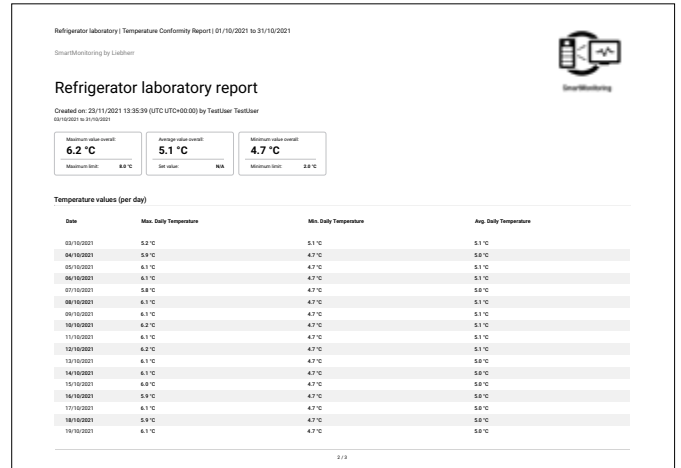 Refrigerator laboratory | Temperature Conformity Report | 01/10/2021 to 31/10/2021
SmartMonitoring by Liebherr
SmartMonitoring
Refrigerator laboratory report
Created on: 23/11/2021 13:35:39 (UTC UTC+00:00) by TestUser TestUser
03/10/2021 to 31/10/2021
Maximum value overall: Average value overall: Minimum value overall:
6.2 °C 5.1 °C 4.7 °C
Maximum limit: 8.0 °C Set value: N/A Minimum limit: 2.0 °C
Temperature values (per day)
Date Max. Daily Temperature Min. Daily Temperature Avg. Daily Temperature
03/10/2021 5.2 °C 5.1 °C 5.1 °C
04/10/2021 5.9 °C 4.7 °C 5.0 °C
05/10/2021 6.1 °C 4.7 °C 5.1 °C
06/10/2021 6.1 °C 4.7 °C 5.1 °C
07/10/2021 5.8 °C 4.7 °C 5.0 °C
08/10/2021 6.1 °C 4.7 °C 5.1 °C
09/10/2021 6.1 °C 4.7 °C 5.1 °C
10/10/2021 6.2 °C 4.7 °C 5.1 °C
11/10/2021 6.1 °C 4.7 °C 5.1 °C
12/10/2021 6.2 °C 4.7 °C 5.1 °C
13/10/2021 6.1 °C 4.7 °C 5.0 °C
14/10/2021 6.1 °C 4.7 °C 5.1 °C
15/10/2021 6.0 °C 4.7 °C 5.0 °C
16/10/2021 5.9 °C 4.7 °C 5.0 °C
17/10/2021 6.1 °C 4.7 °C 5.0 °C
18/10/2021 5.9 °C 4.7 °C 5.0 °C
19/10/2021 6.1 °C 4.7 °C 5.0 °C
2 / 3